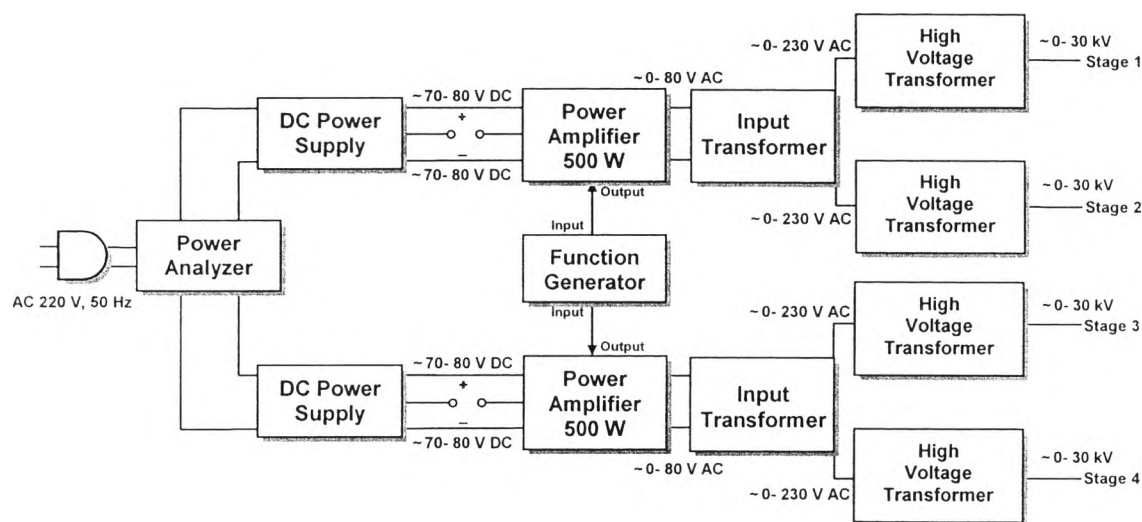 ~0- 230 V AC
High
Voltage
Transformer
~0- 30 kV
Stage 1
~70- 80 V DC
~0- 80 V AC
DC Power
Supply
+
–
~70- 80 V DC
Power
Amplifier
500 W
Input
Transformer
High
Voltage
Transformer
~0- 30 kV
Stage 2
~0- 230 V AC
Output
Input
Power
Analyzer
AC 220 V, 50 Hz
Function
Generator
Input
Output
~0- 230 V AC
High
Voltage
Transformer
~0- 30 kV
Stage 3
~70- 80 V DC
DC Power
Supply
+
–
~70- 80 V DC
Power
Amplifier
500 W
Input
Transformer
~0- 80 V AC
High
Voltage
Transformer
~0- 30 kV
Stage 4
~0- 230 V AC